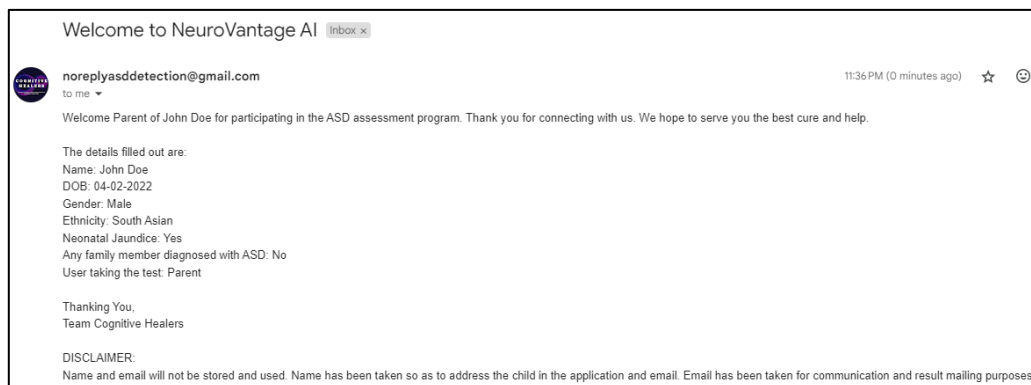 Welcome to NeuroVantage AI Inbox ×
COGNITIVE
HEALERS
noreplyasddetection@gmail.com 11:36 PM (0 minutes ago)
to me
Welcome Parent of John Doe for participating in the ASD assessment program. Thank you for connecting with us. We hope to serve you the best cure and help.
The details filled out are:
Name: John Doe
DOB: 04-02-2022
Gender: Male
Ethnicity: South Asian
Neonatal Jaundice: Yes
Any family member diagnosed with ASD: No
User taking the test: Parent
Thanking You,
Team Cognitive Healers
DISCLAIMER:
Name and email will not be stored and used. Name has been taken so as to address the child in the application and email. Email has been taken for communication and result mailing purposes